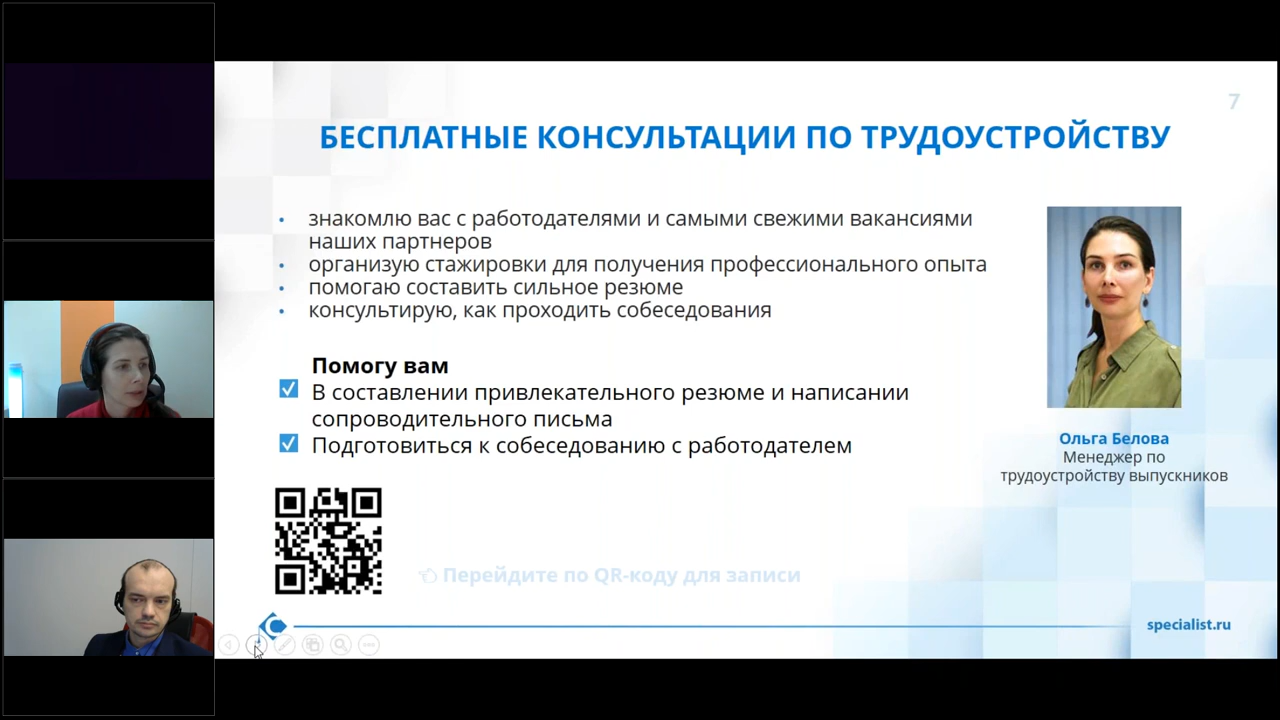 7
БЕСПЛАТНЫЕ КОНСУЛЬТАЦИИ ПО ТРУДОУСТРОЙСТВУ
• знакомлю вас с работодателями и самыми свежими вакансиями
наших партнеров
• организую стажировки для получения профессионального опыта
• помогаю составить сильное резюме
• консультирую, как проходить собеседования
Помогу вам
В составлении привлекательного резюме и написании
сопроводительного письма
Подготовиться к собеседованию с работодателем
Ольга Белова
Менеджер по
трудоустройству выпускников
Перейдите по QR-коду для записи
specialist.ru